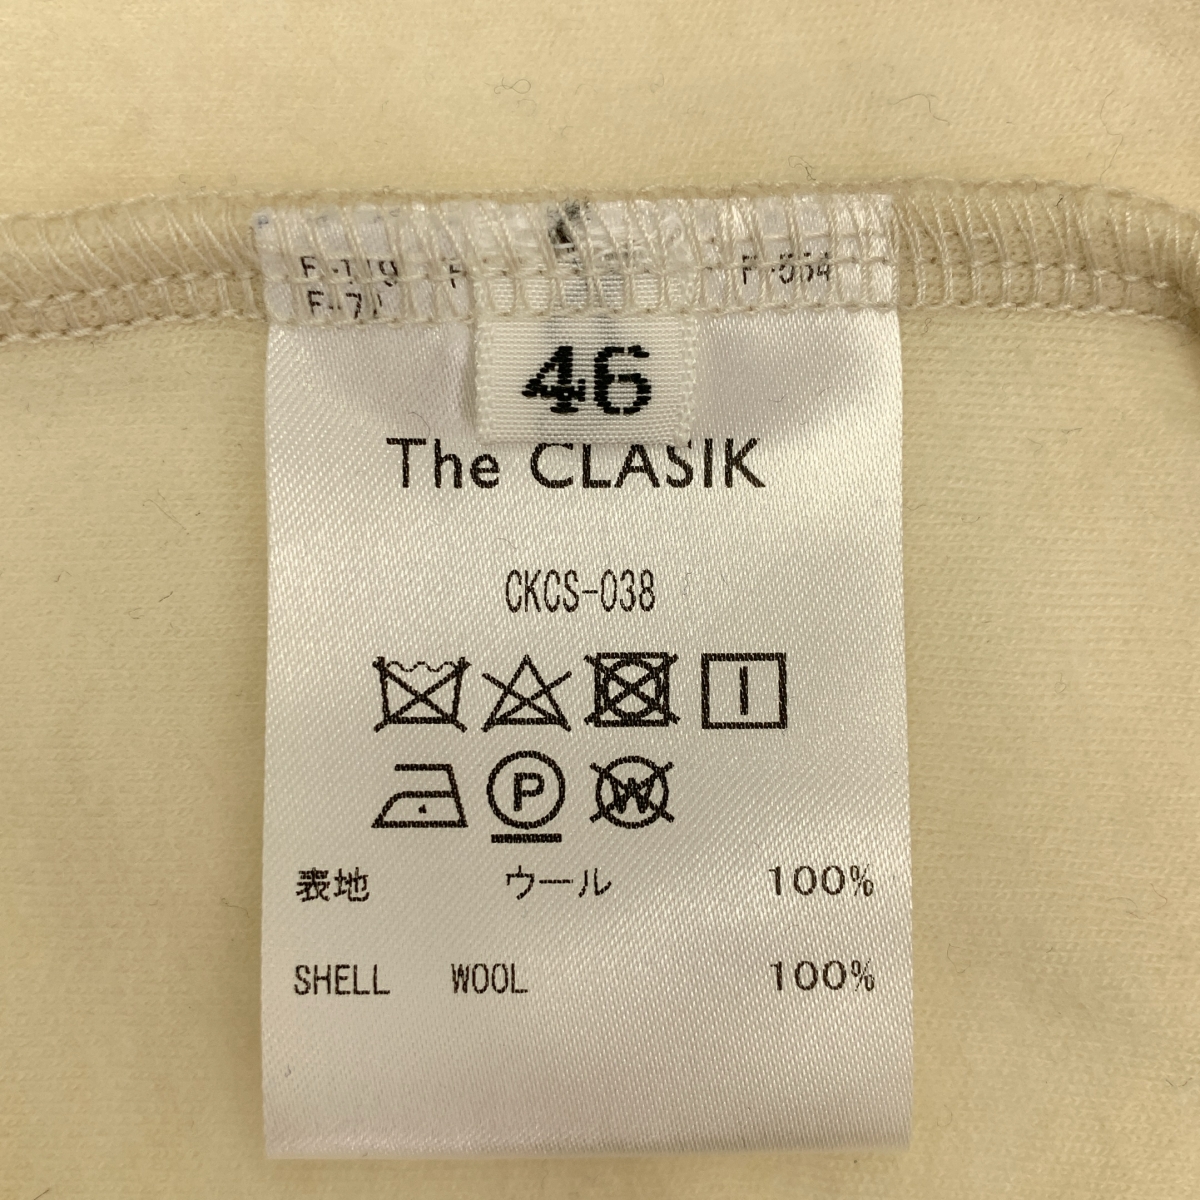 46
The CLASIK
CKCS-038
P W
表地 ウール 100%
SHELL WOOL 100%